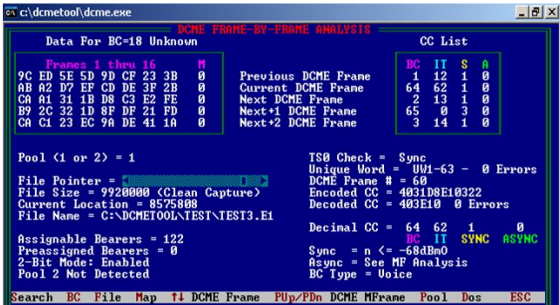 c:\dcmetool\dcme.exe
DCME FRAME-BY-FRAME ANALYSIS
Data For BC=18 Unknown CC List
Frames 1 thru 16 M BC IT S A
9C ED 5E 5D 9D CF 23 3B 0 Previous DCME Frame 1 12 1 0
AB A2 D7 EF CD DE 3F 2B 0 Current DCME Frame 64 62 1 0
CA A1 31 1B D8 C3 E2 FE 0 Next DCME Frame 2 13 1 0
B9 2C 32 1D 8F DF 21 FD 0 Next+1 DCME Frame 65 0 3 0
CA C1 23 EC 9A DE 41 1A 0 Next+2 DCME Frame 3 14 1 0
Pool (1 or 2) = 1 TS0 Check = Sync
Unique Word = UW1-63 - 0 Errors
File Pointer = DCME Frame # = 60
File Size = 9920000 (Clean Capture) Encoded CC = 4031D8E10322
Current Location = 8575808 Decoded CC = 403E10 0 Errors
File Name = C:\DCMETOOL\TEST\TEST3.E1
Decimal CC = 64 62 1 0
Assignable Bearers = 122 BC IT SYNC ASYNC
Preassigned Bearers = 0 Sync = n <= -68dBm0
2-Bit Mode: Enabled Async = See MF Analysis
Pool 2 Not Detected BC Type = Voice
Search BC File Map ↑↓ DCME Frame PUp/PDn DCME MFrame Pool Dos ESC